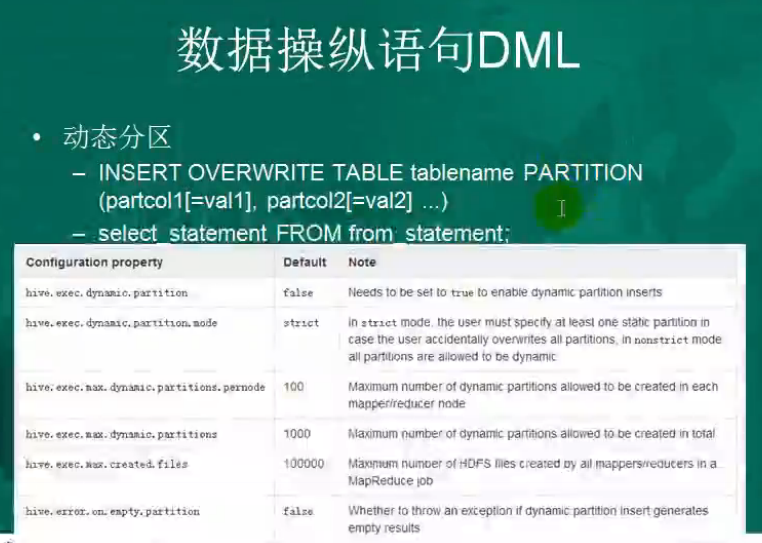 数据操纵语句DML
• 动态分区
– INSERT OVERWRITE TABLE tablename PARTITION
(partcol1[=val1], partcol2[=val2] ...)
– select_statement FROM from_statement;
Configuration property Default Note
hive.exec.dynamic.partition false Needs to be set to true to enable dynamic partition inserts
hive.exec.dynamic.partition.mode strict In strict mode, the user must specify at least one static partition in
case the user accidentally overwrites all partitions, in nonstrict mode
all partitions are allowed to be dynamic
hive.exec.max.dynamic.partitions.pernode 100 Maximum number of dynamic partitions allowed to be created in each
mapper/reducer node
hive.exec.max.dynamic.partitions 1000 Maximum number of dynamic partitions allowed to be created in total
hive.exec.max.created.files 100000 Maximum number of HDFS files created by all mappers/reducers in a
MapReduce job
hive.error.on.empty.partition false Whether to throw an exception if dynamic partition insert generates
empty results